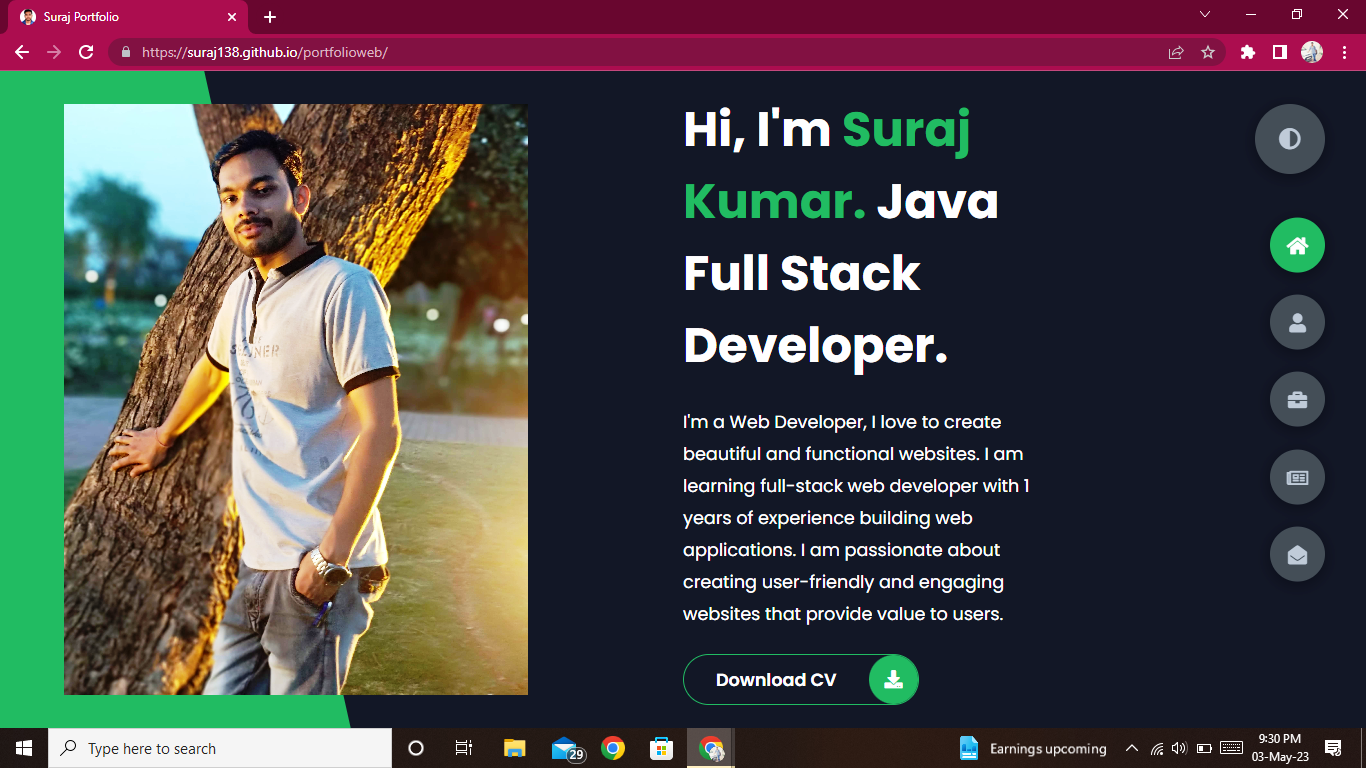 Suraj Portfolio
https://suraj138.github.io/portfolioweb/
Hi, I'm Suraj
Kumar. Java
Full Stack
Developer.
I'm a Web Developer, I love to create
beautiful and functional websites. I am
learning full-stack web developer with 1
years of experience building web
applications. I am passionate about
creating user-friendly and engaging
websites that provide value to users.
Download CV
Type here to search
29
Earnings upcoming
9:30 PM
03-May-23